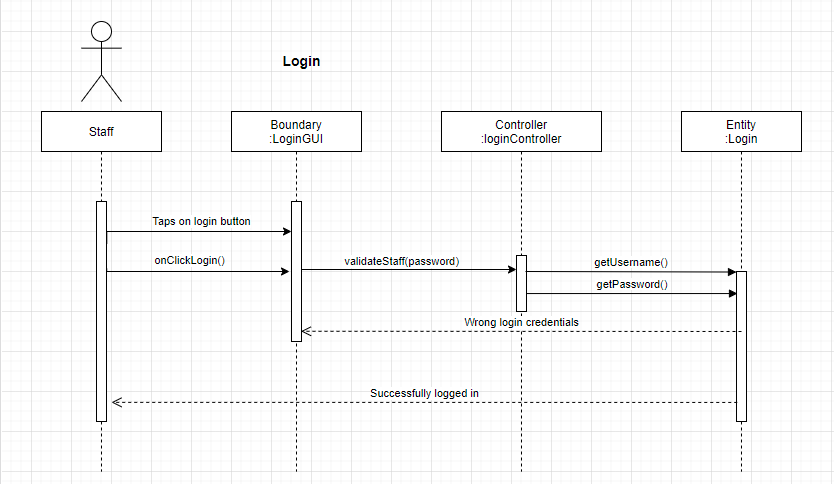 Login
Staff
Boundary
:LoginGUI
Controller
:loginController
Entity
:Login
Taps on login button
onClickLogin()
validateStaff(password)
getUsername()
getPassword()
Wrong login credentials
Successfully logged in